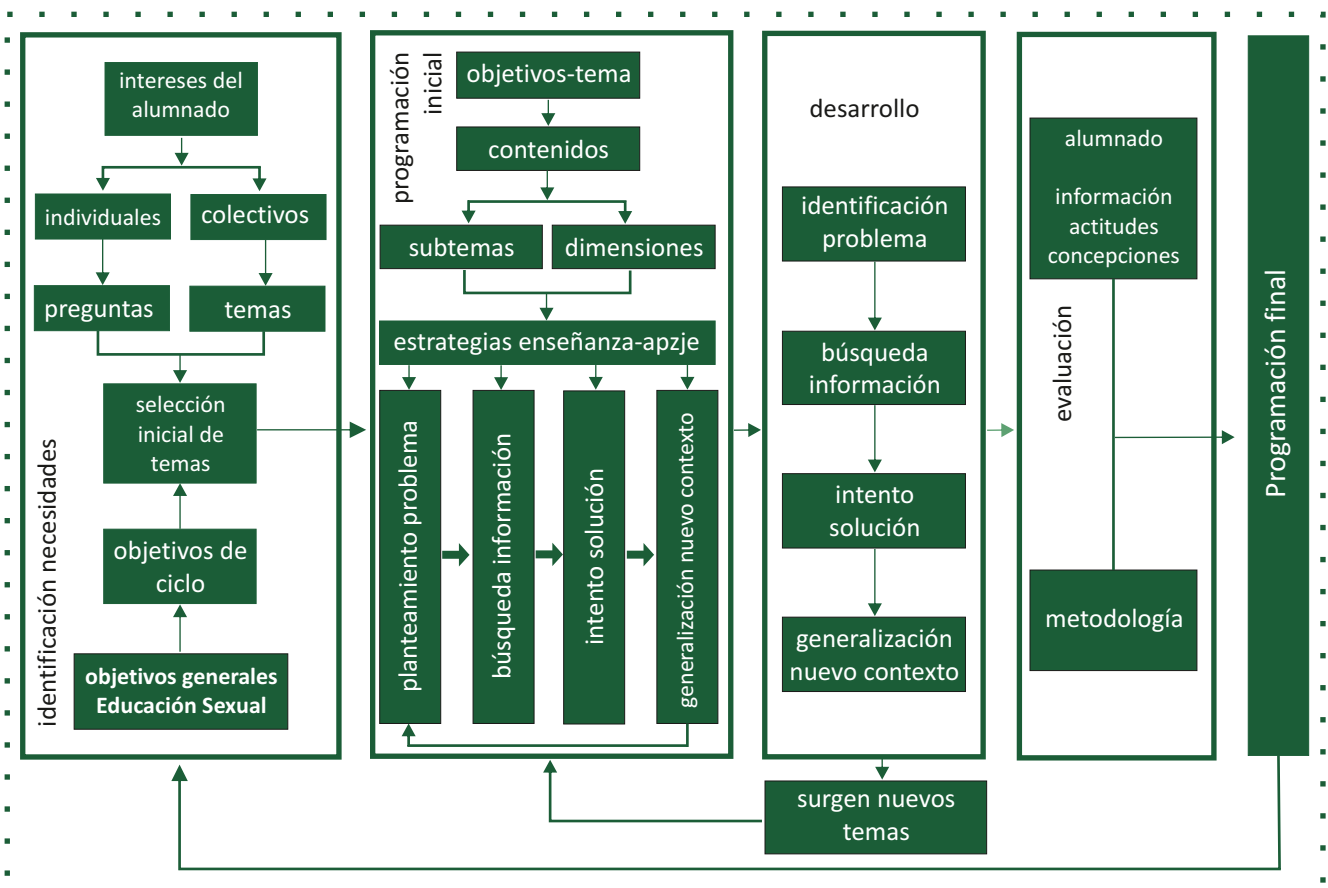 identificación necesidades
intereses del
alumnado
individuales
colectivos
preguntas
temas
selección
inicial de
temas
objetivos de
ciclo
objetivos generales
Educación Sexual
programación
inicial
objetivos-tema
contenidos
subtemas
dimensiones
estrategias enseñanza-apzje
planteamiento problema
búsqueda información
intento solución
generalización nuevo contexto
desarrollo
identificación
problema
búsqueda
información
intento
solución
generalización
nuevo contexto
surgen nuevos
temas
evaluación
alumnado
información
actitudes
concepciones
metodología
Programación final